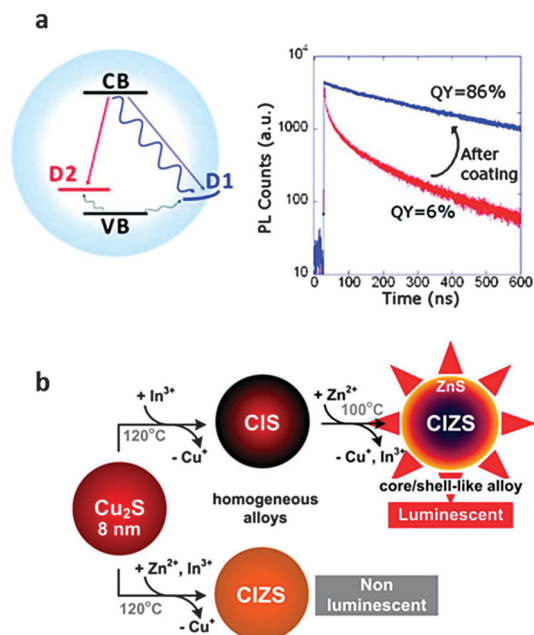 a
CB
D2
D1
VB
10⁴
1000
100
10
PL Counts (a.u.)
QY=86%
After
coating
QY=6%
0 100 200 300 400 500 600
Time (ns)
b
+ In³⁺
120°C
- Cu⁺
CIS
+ Zn²⁺
100°C
- Cu⁺, In³⁺
ZnS
CIZS
core/shell-like alloy
Luminescent
homogeneous
alloys
Cu₂S
8 nm
+ Zn²⁺, In³⁺
120°C
- Cu⁺
CIZS
Non
luminescent